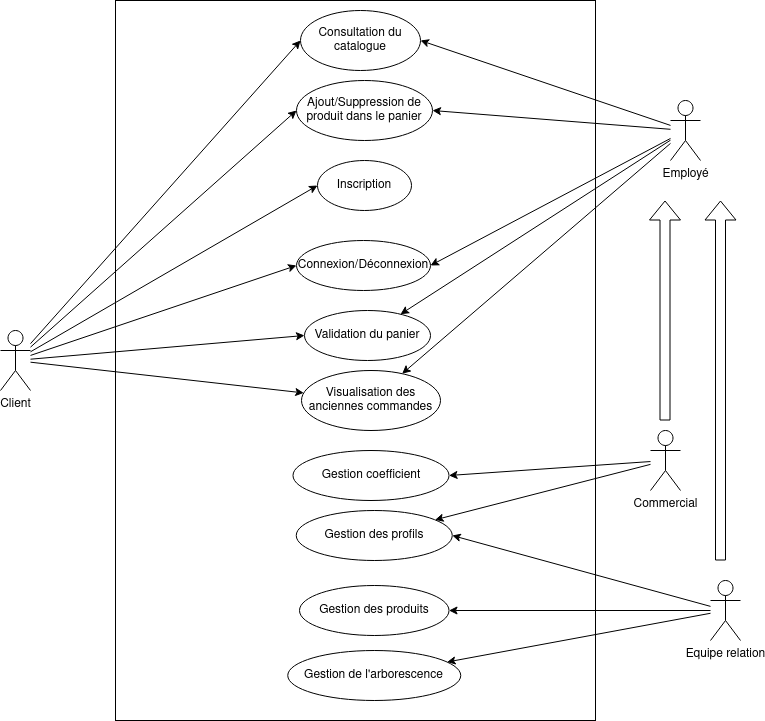 Consultation du
catalogue
Ajout/Suppression de
produit dans le panier
Employé
Inscription
Connexion/Déconnexion
Validation du panier
Client
Visualisation des
anciennes commandes
Gestion coefficient
Commercial
Gestion des profils
Gestion des produits
Equipe relation
Gestion de l'arborescence